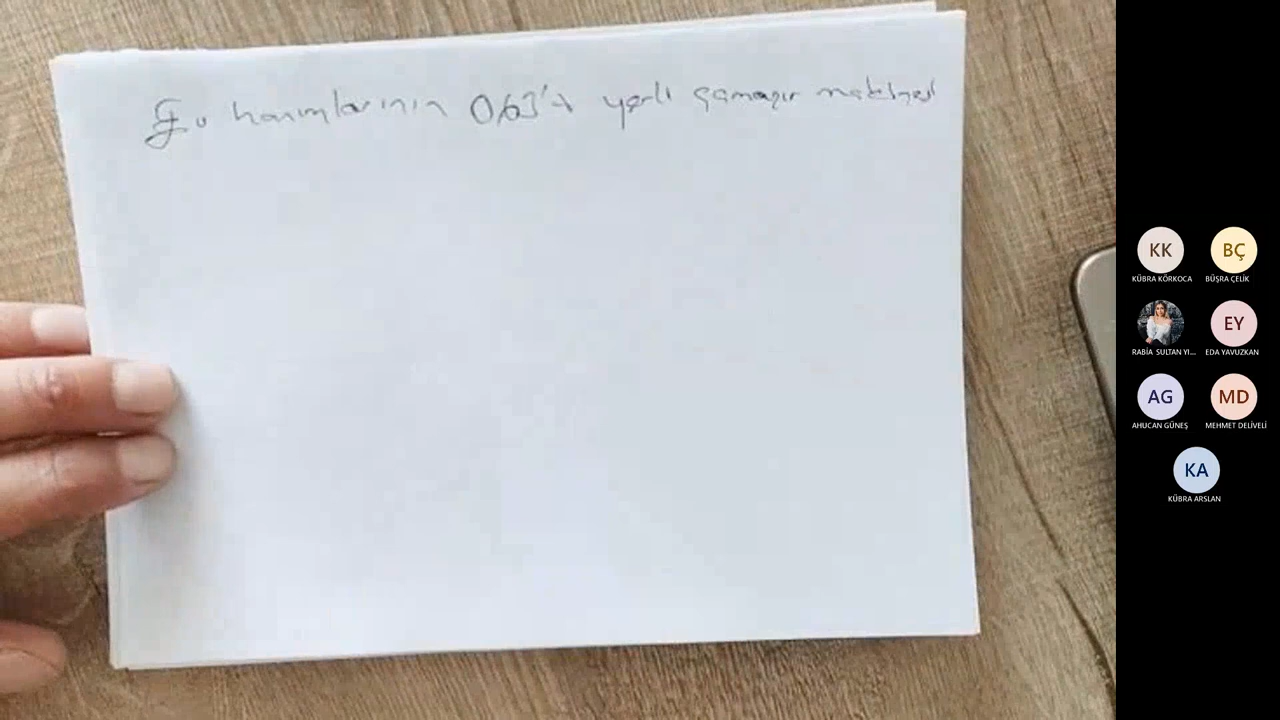 Ev hanımlarının 0,63'ü yerli çamaşır makinesi
KK
BÇ
KÜBRA KÖRKOCA
BÜŞRA ÇELİK
EY
RABİA SULTAN YI...
EDA YAVUZKAN
AG
MD
AHUCAN GÜNEŞ
MEHMET DELİVELİ
KA
KÜBRA ARSLAN